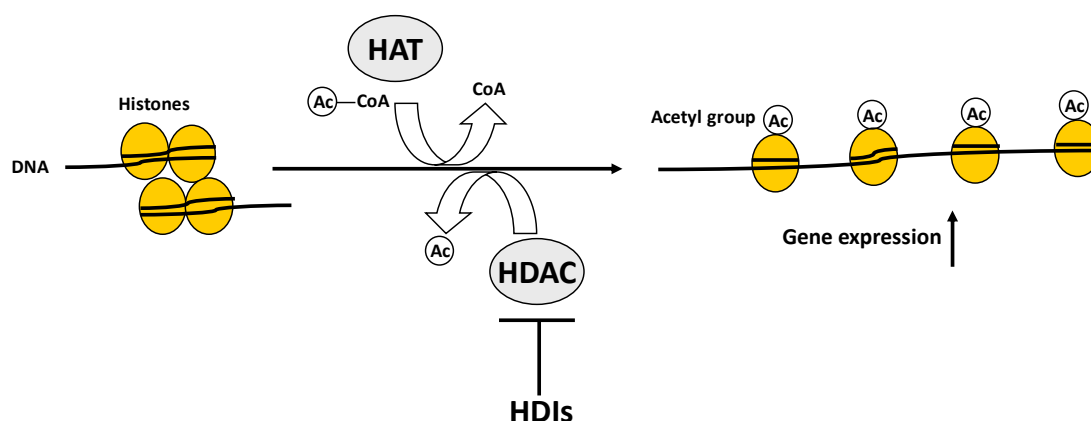 HAT
Ac
CoA
CoA
Histones
DNA
Acetyl group
Ac
Ac
Ac
Ac
Gene expression
Ac
HDAC
HDIs